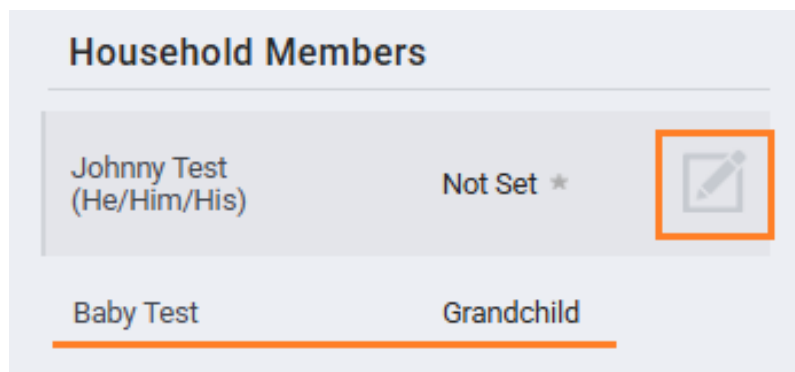 Household Members
Johnny Test
(He/Him/His)
Not Set *
Baby Test
Grandchild